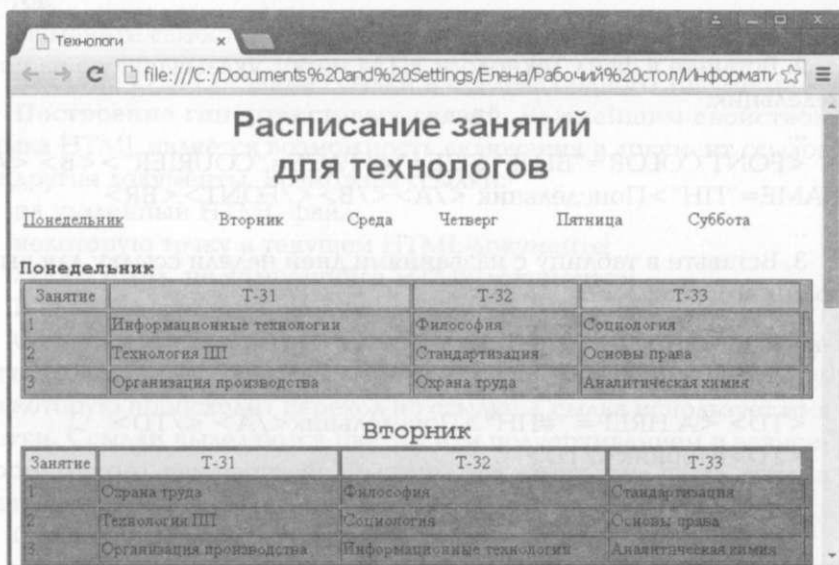 Технологи
file:///C:/Documents%20and%20Settings/Елена/Рабочий%20стол/Информати
Расписание занятий
для технологов
Понедельник Вторник Среда Четверг Пятница Суббота
Понедельник
Занятие Т-31 Т-32 Т-33
1 Информационные технологии Философия Социология
2 Технология ПП Стандартизация Основы права
3 Организация производства Охрана труда Аналитическая химия
Вторник
Занятие Т-31 Т-32 Т-33
1 Охрана труда Философия Стандартизация
2 Технология ПП Социология Основы права
3 Организация производства Информационные технологии Аналитическая химия